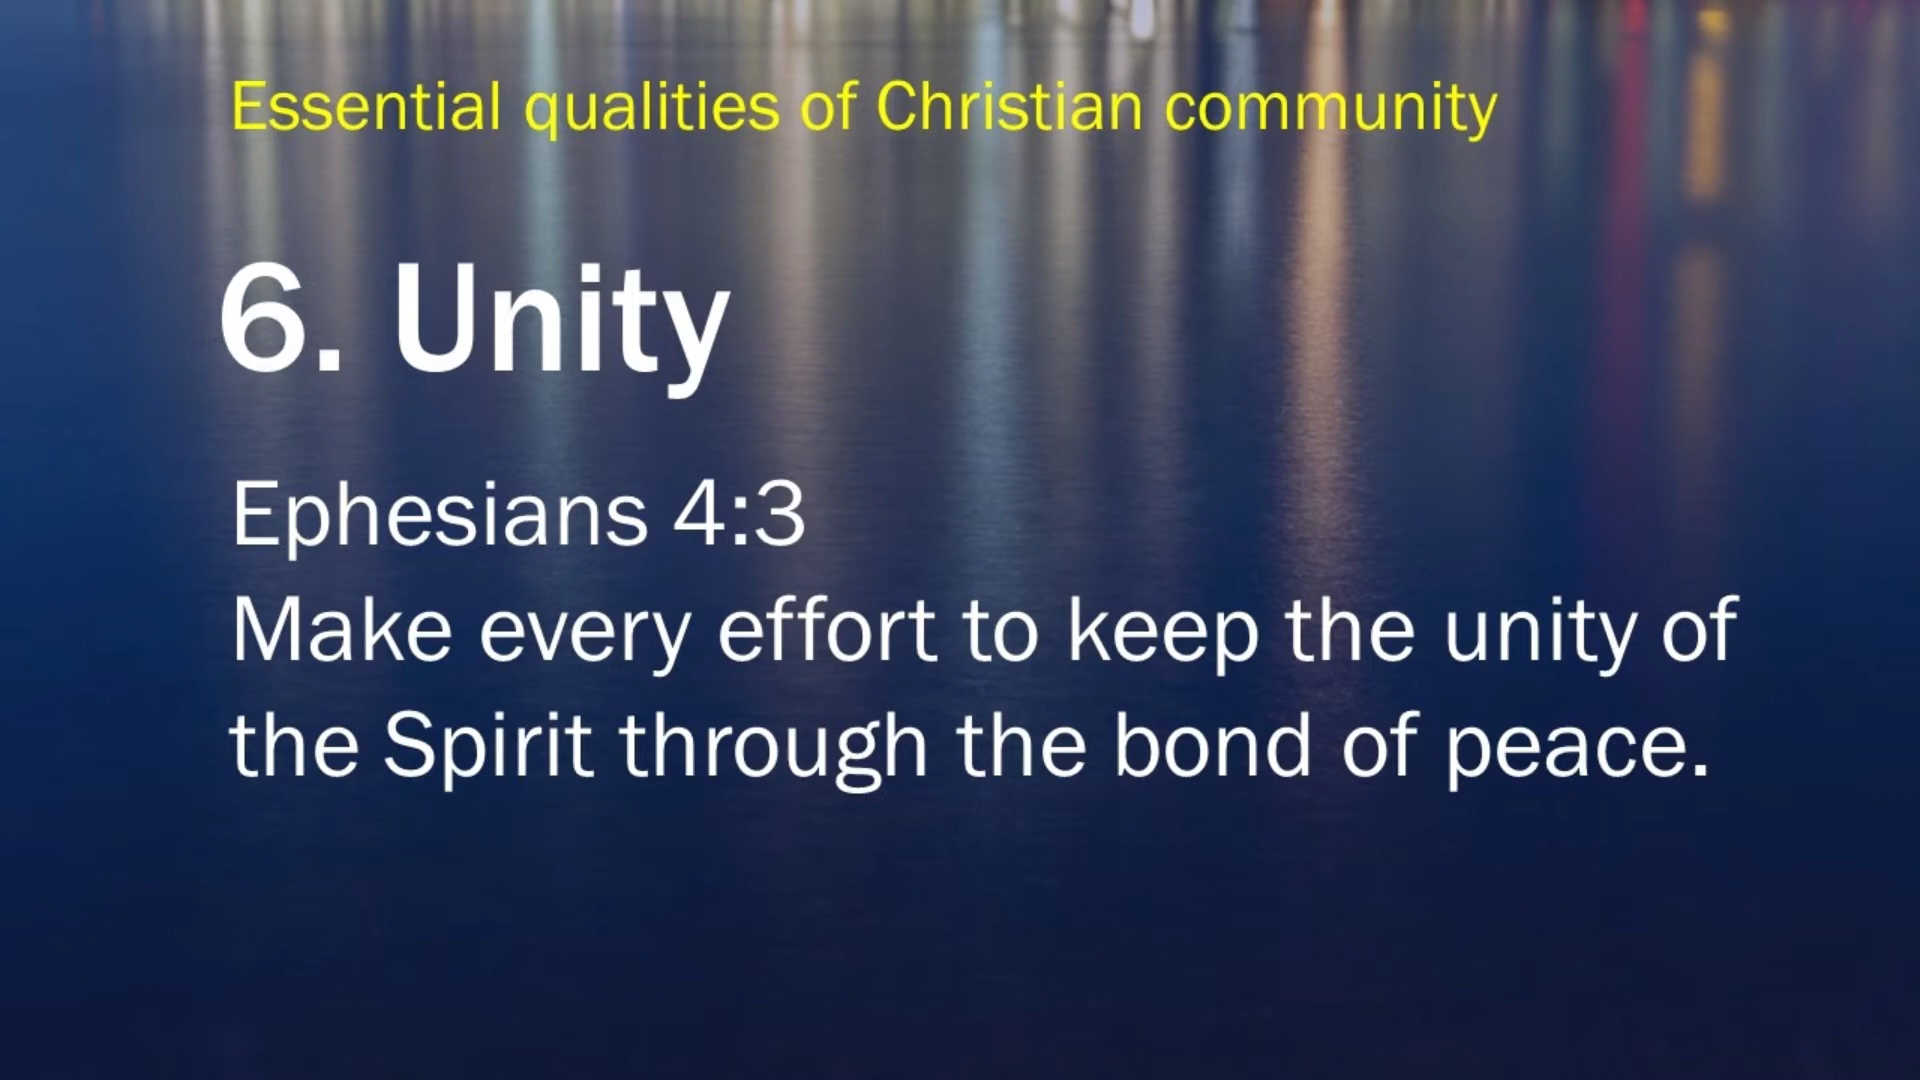 Essential qualities of Christian community
6. Unity
Ephesians 4:3
Make every effort to keep the unity of
the Spirit through the bond of peace.